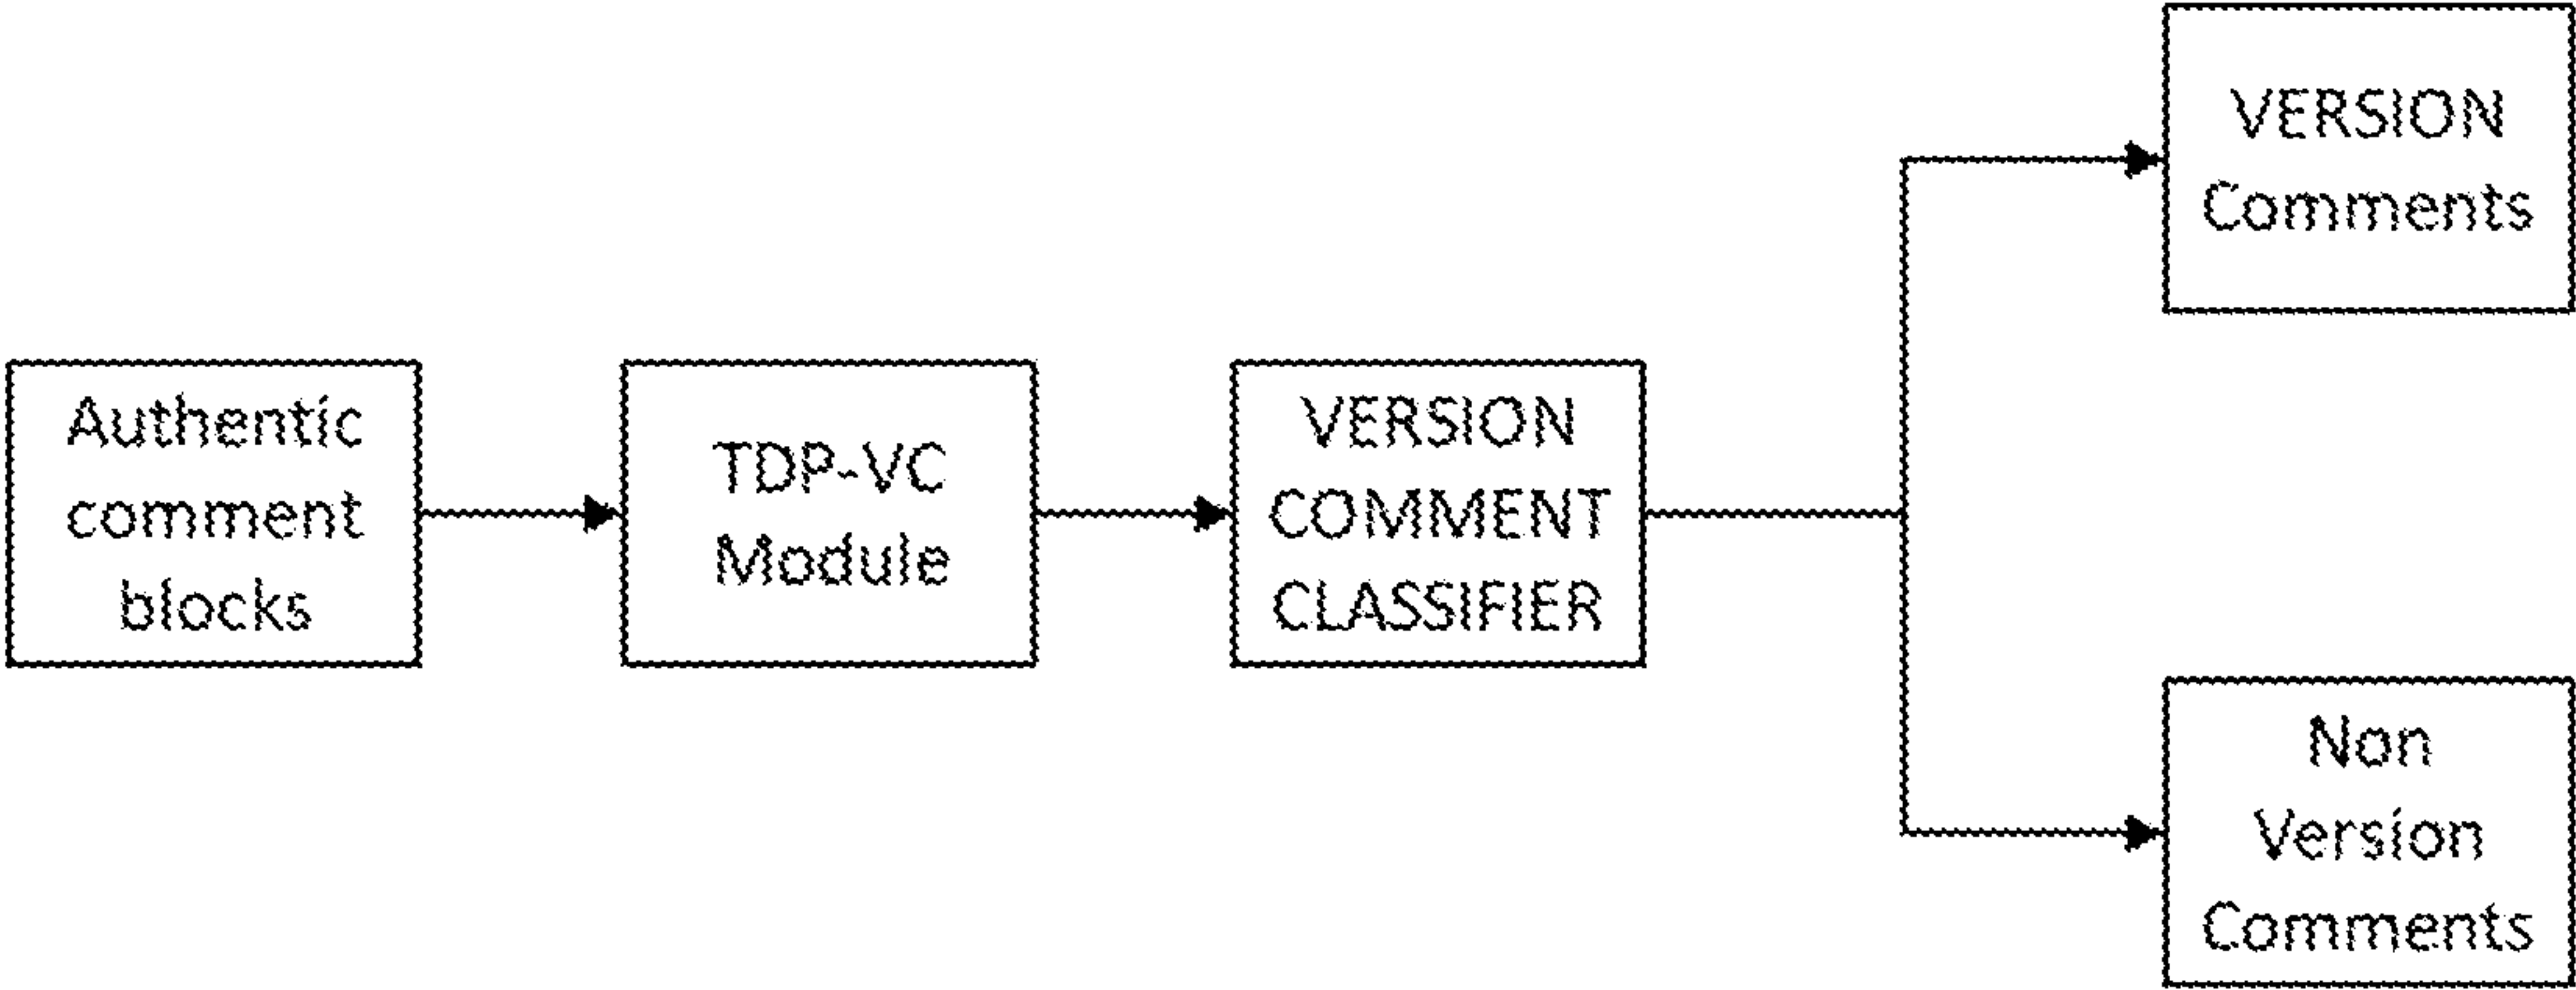 Authentic
comment
blocks
TDP-VC
Module
VERSION
COMMENT
CLASSIFIER
VERSION
Comments
Non
Version
Comments